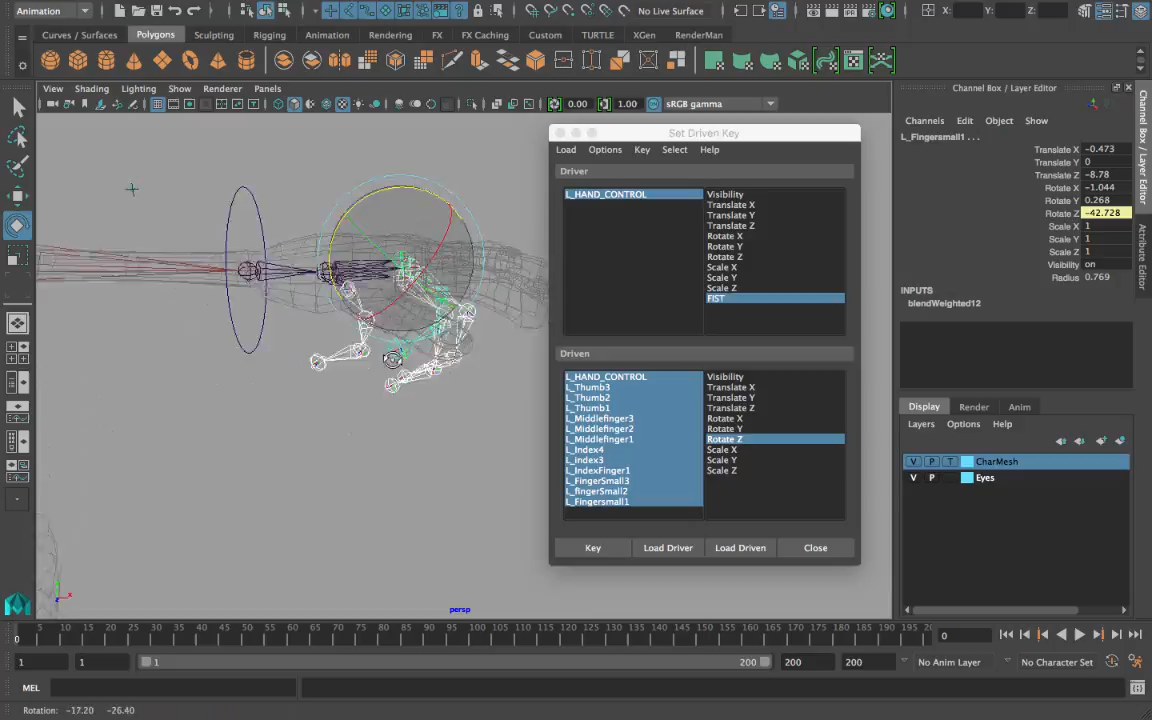 Animation
No Live Surface
X:
Y:
Z:
Curves / Surfaces
Polygons
Sculpting
Rigging
Animation
Rendering
FX
FX Caching
Custom
TURTLE
XGen
RenderMan
View
Shading
Lighting
Show
Renderer
Panels
0.00
1.00
sRGB gamma
Set Driven Key
Load
Options
Key
Select
Help
Driver
L_HAND_CONTROL
Visibility
Translate X
Translate Y
Translate Z
Rotate X
Rotate Y
Rotate Z
Scale X
Scale Y
Scale Z
FIST
Driven
L_HAND_CONTROL
L_Thumb3
L_Thumb2
L_Thumb1
L_Middlefinger3
L_Middlefinger2
L_Middlefinger1
L_Index4
L_index3
L_IndexFinger1
L_FingerSmall3
L_fIngerSmall2
L_Fingersmall1
Visibility
Translate X
Translate Y
Translate Z
Rotate X
Rotate Y
Rotate Z
Scale X
Scale Y
Scale Z
Key
Load Driver
Load Driven
Close
Channel Box / Layer Editor
Channels
Edit
Object
Show
L_Fingersmall1 . . .
Translate X -0.473
Translate Y 0
Translate Z -8.78
Rotate X -1.044
Rotate Y 0.268
Rotate Z -42.728
Scale X 1
Scale Y 1
Scale Z 1
Visibility on
Radius 0.769
INPUTS
blendWeighted12
Display
Render
Anim
Layers
Options
Help
V P T CharMesh
V P Eyes
Channel Box / Layer Editor
Attribute Editor
y
x
z
persp
0 5 10 15 20 25 30 35 40 45 50 55 60 65 70 75 80 85 90 95 100 105 110 115 120 125 130 135 140 145 150 155 160 165 170 175 180 185 190 195
0
1
1
1
200
200
200
No Anim Layer
No Character Set
MEL
Rotation: -17.20 -26.40